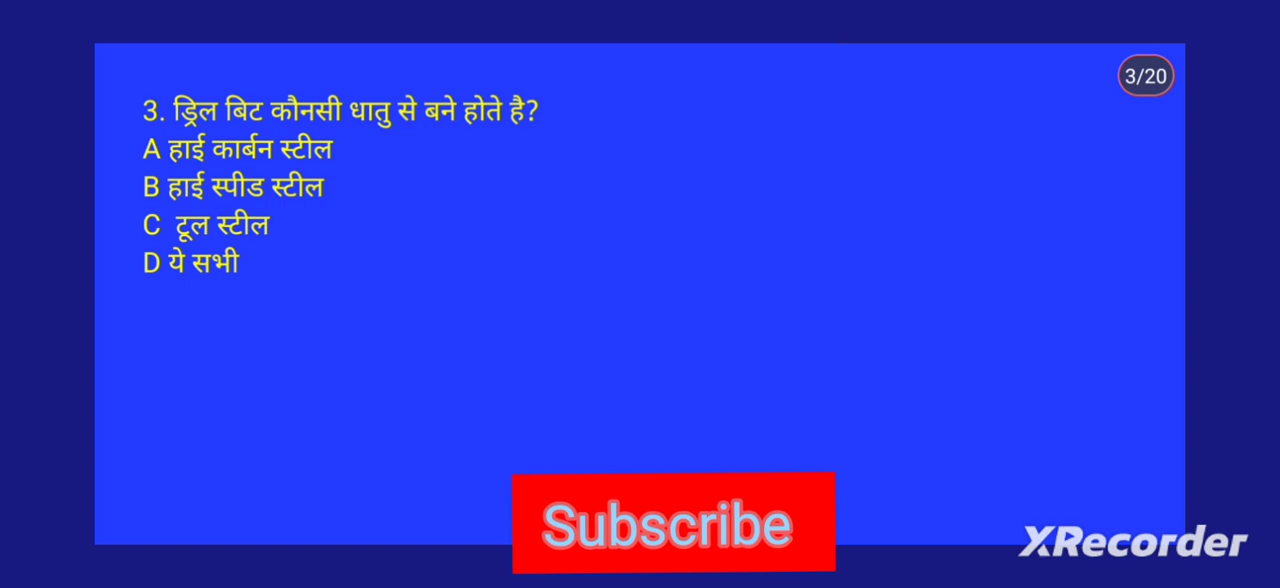 3/20
3. ड्रिल बिट कौनसी धातु से बने होते है?
A हाई कार्बन स्टील
B हाई स्पीड स्टील
C टूल स्टील
D ये सभी
Subscribe
XRecorder